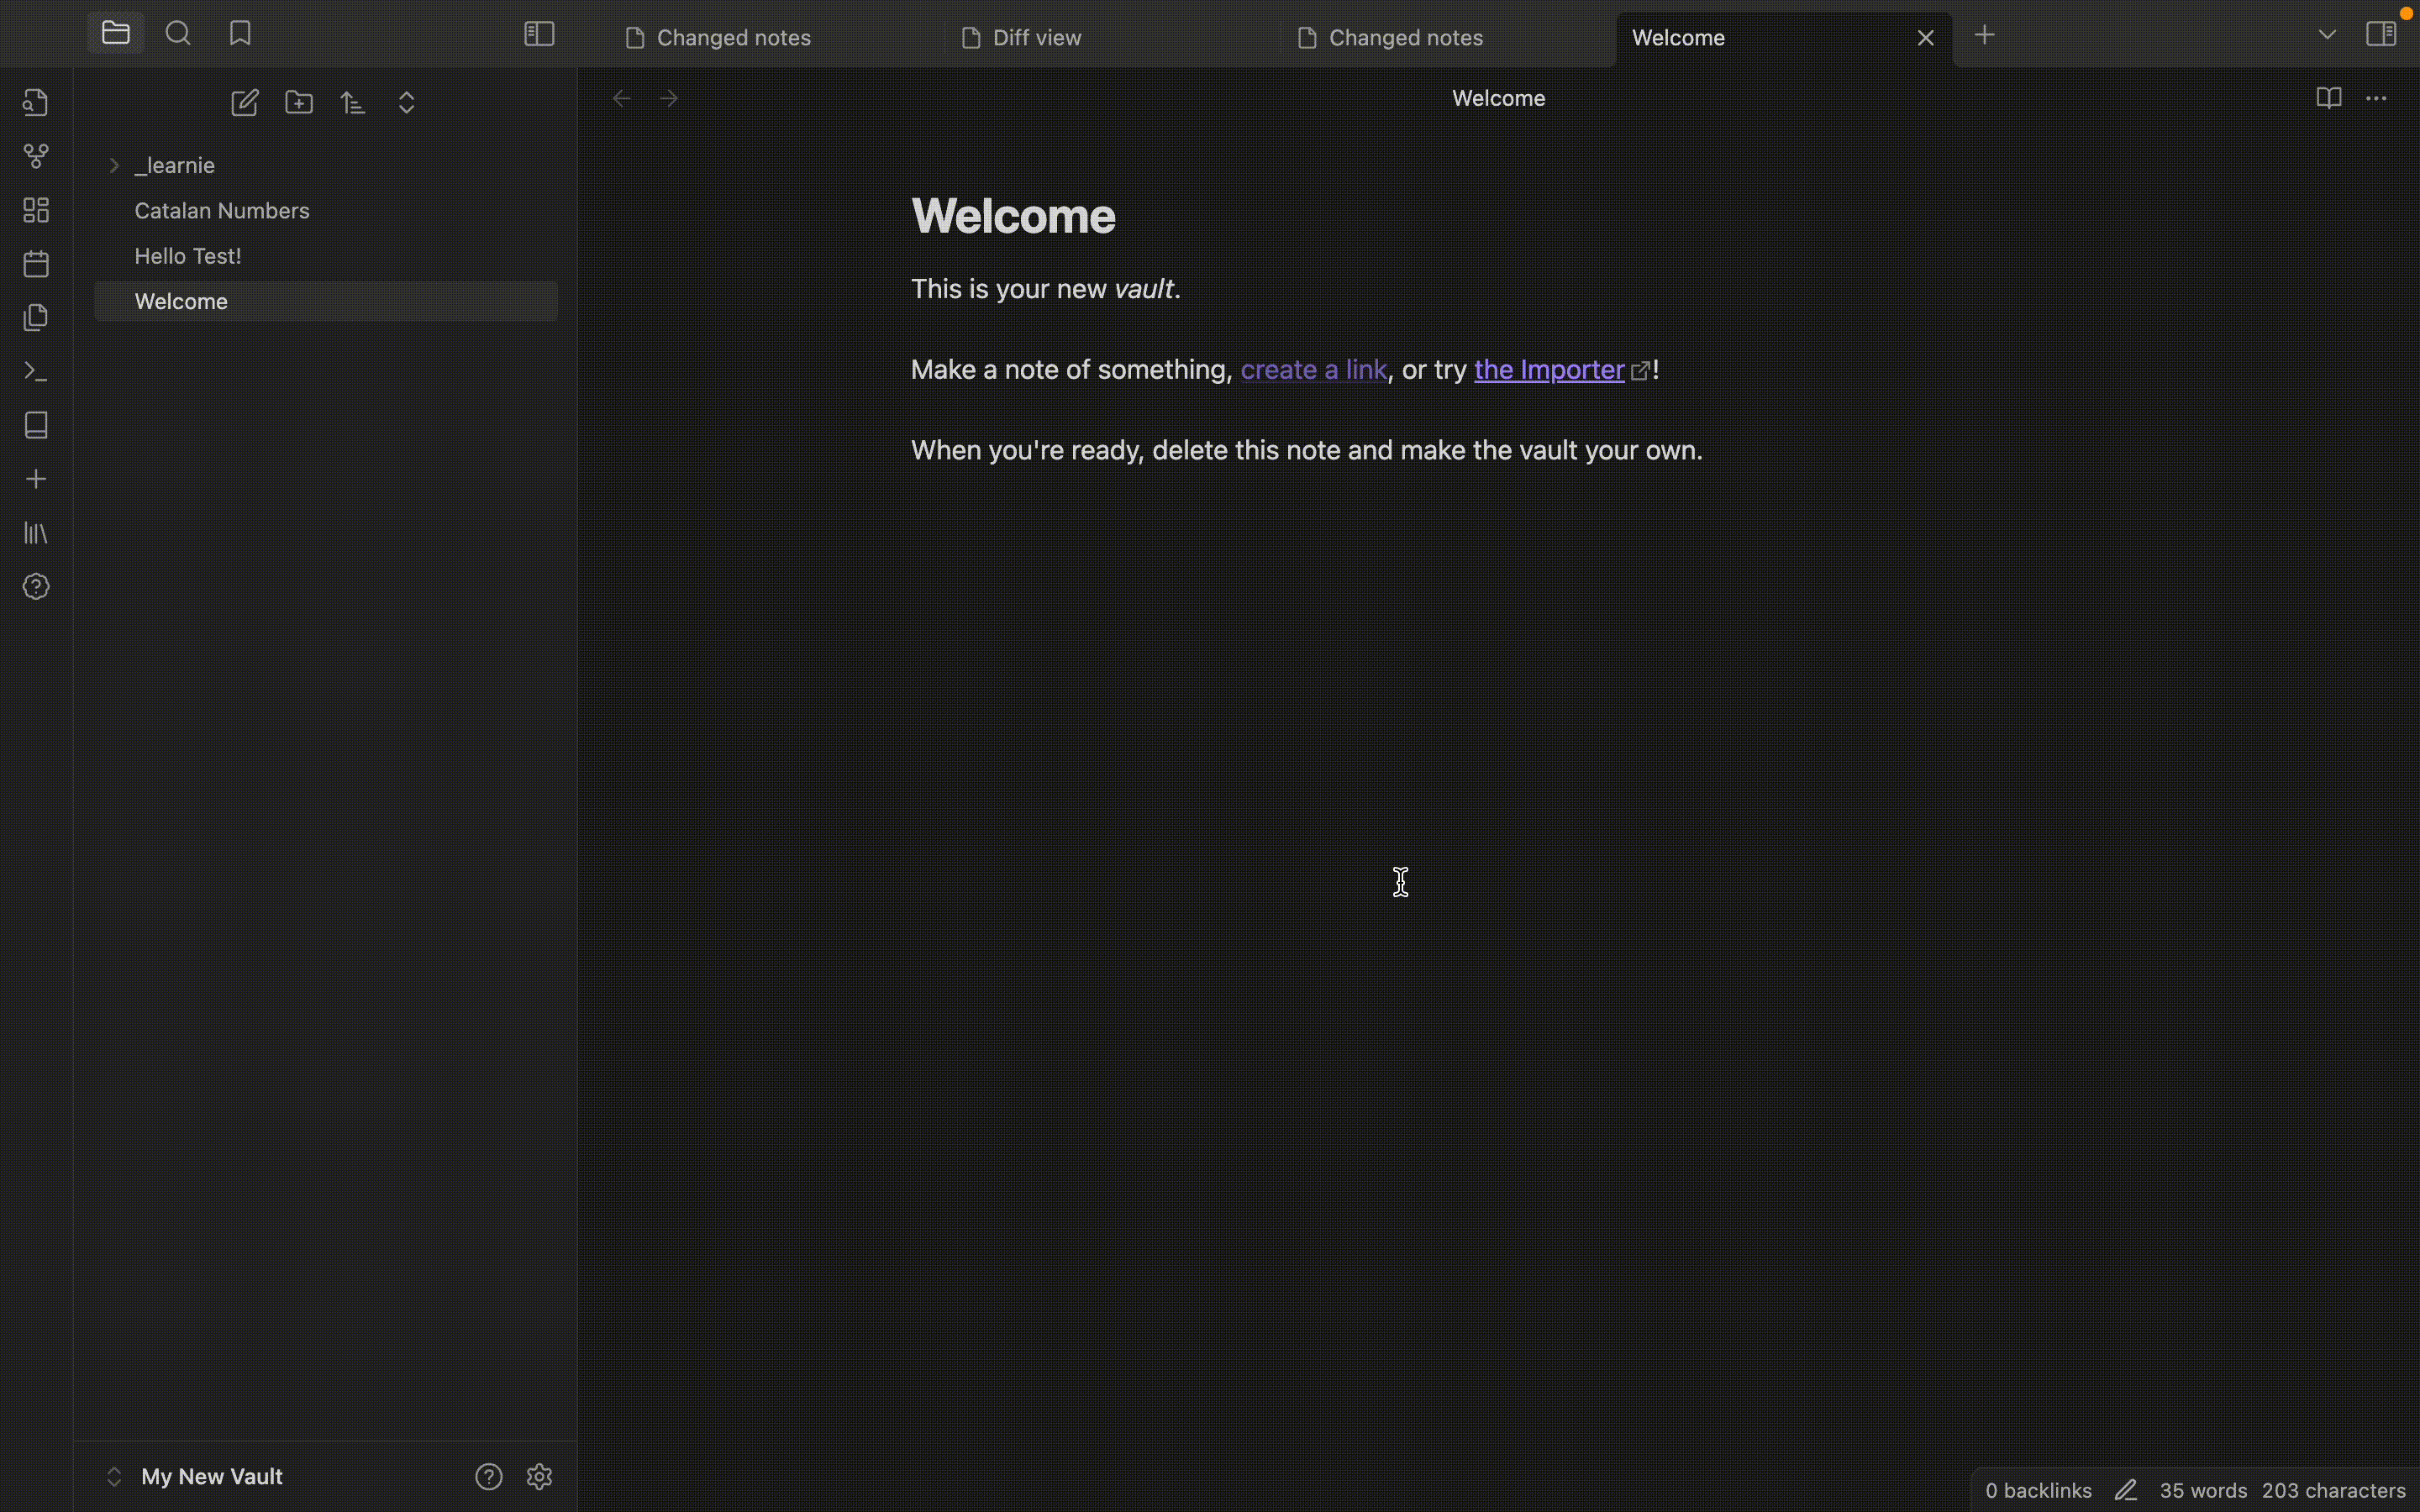 Changed notes
Diff view
Changed notes
Welcome
Welcome
_learnie
Catalan Numbers
Hello Test!
Welcome
Welcome
This is your new vault.
Make a note of something, create a link, or try the Importer!
When you're ready, delete this note and make the vault your own.
My New Vault
0 backlinks 35 words 203 characters